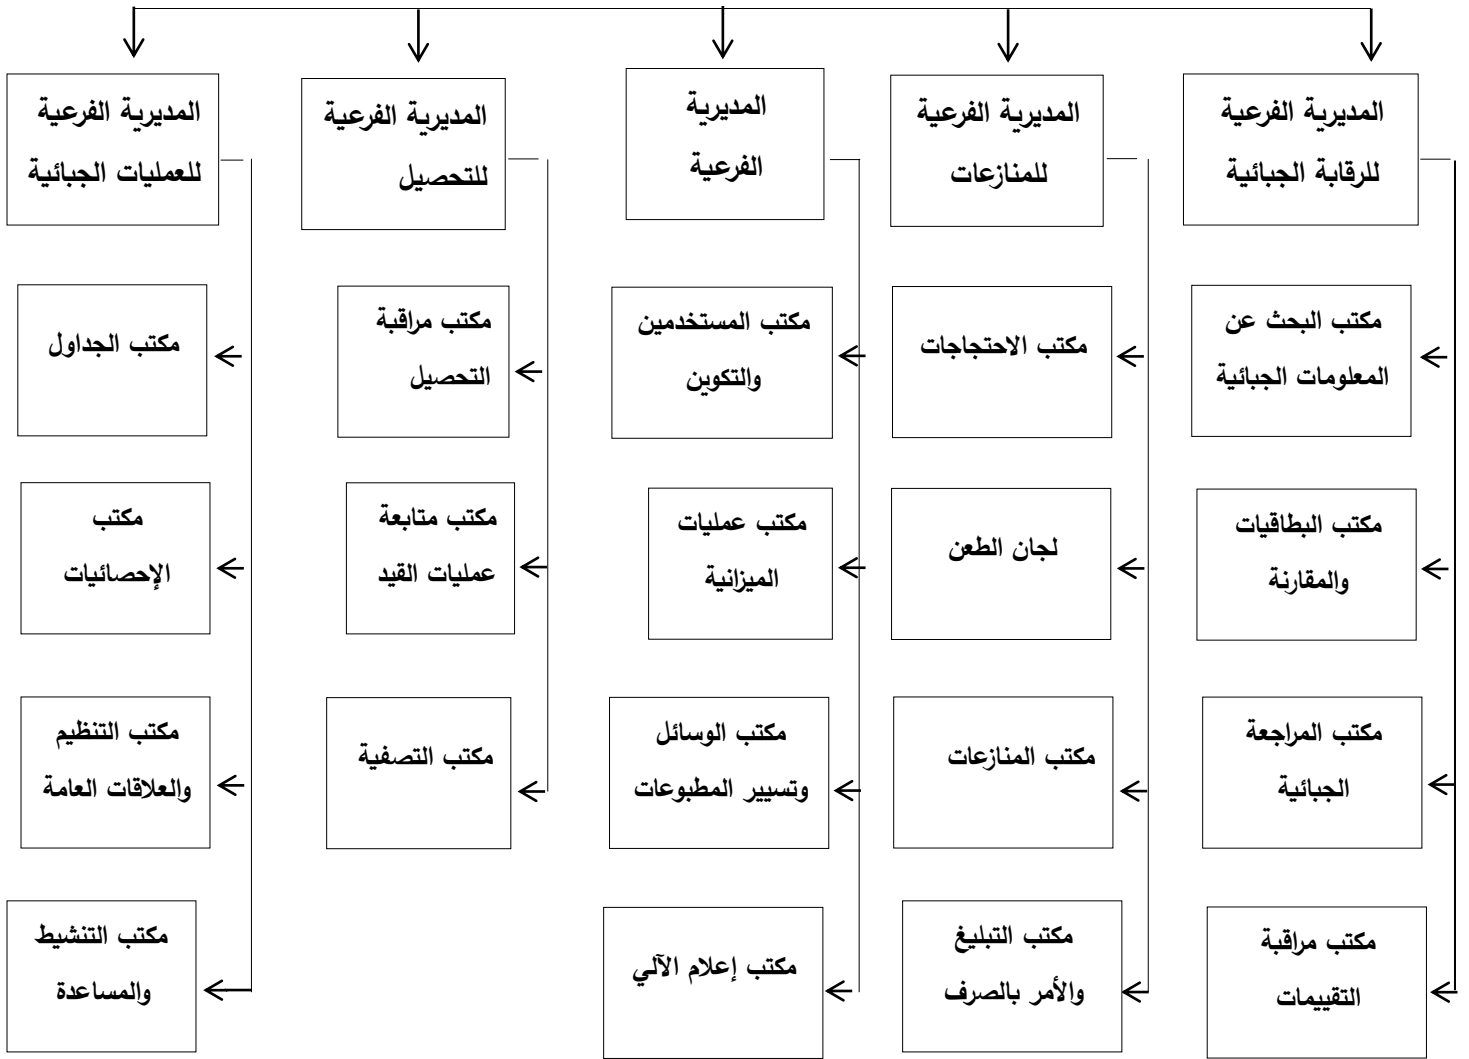 المديرية الفرعية
للرقابة الجبائية
المديرية الفرعية
للمنازعات
المديرية
الفرعية
المديرية الفرعية
للتحصيل
المديرية الفرعية
للعمليات الجبائية
مكتب البحث عن
المعلومات الجبائية
مكتب الاحتجاجات
مكتب المستخدمين
والتكوين
مكتب مراقبة
التحصيل
مكتب الجداول
مكتب البطاقيات
والمقارنة
لجان الطعن
مكتب عمليات
الميزانية
مكتب متابعة
عمليات القيد
مكتب
الإحصائيات
مكتب المراجعة
الجبائية
مكتب المنازعات
مكتب الوسائل
وتسيير المطبوعات
مكتب التصفية
مكتب التنظيم
والعلاقات العامة
مكتب مراقبة
التقييمات
مكتب التبليغ
والأمر بالصرف
مكتب إعلام الآلي
مكتب التنشيط
والمساعدة